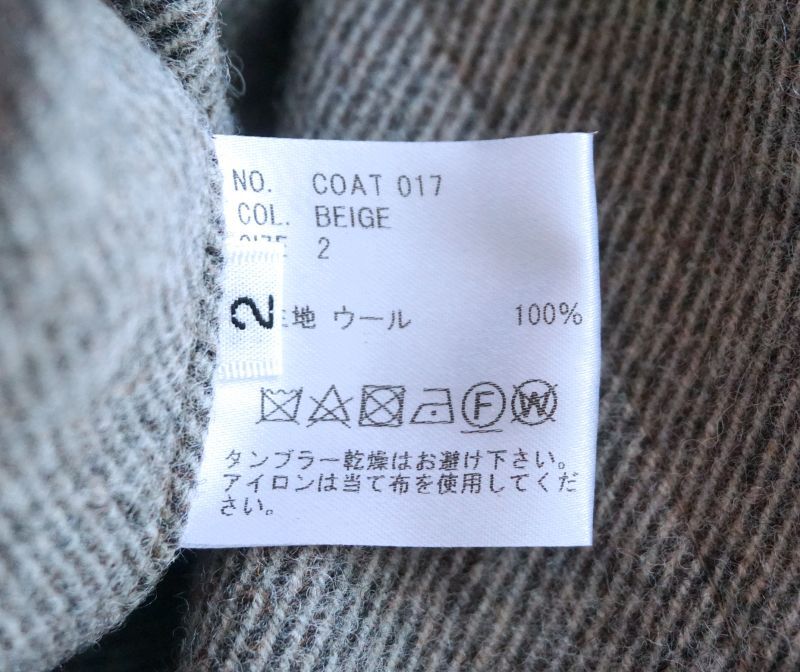 NO. COAT 017
COL. BEIGE
SIZE 2
2
地 ウール 100%
F W
タンブラー乾燥はお避け下さい。
アイロンは当て布を使用してくだ
さい。